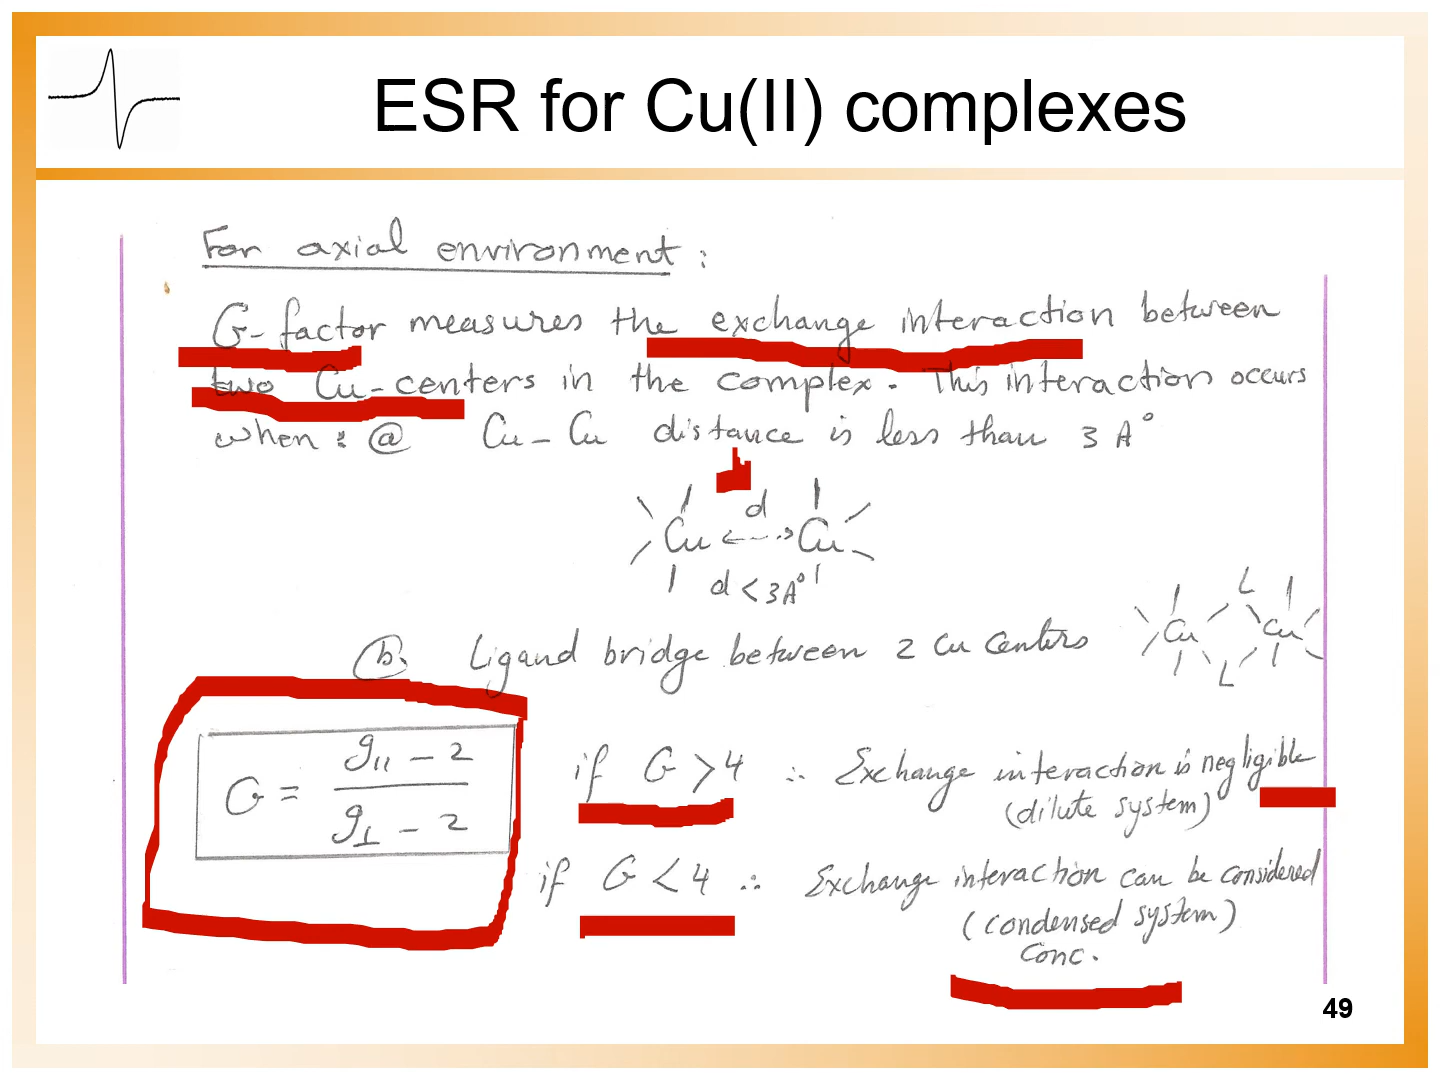 ESR for Cu(II) complexes
For axial environment :
G-factor measures the exchange interaction between
two Cu-centers in the complex. This interaction occurs
when : @ Cu-Cu distance is less than 3 A°
d
Cu <--> Cu
d < 3A°
b. Ligand bridge between 2 Cu centers
L
Cu Cu
L
G = g|| - 2 / g⊥ - 2
if G > 4 ∴ Exchange interaction is negligible
(dilute system)
if G < 4 ∴ Exchange interaction can be considered
(condensed system)
Conc.
49